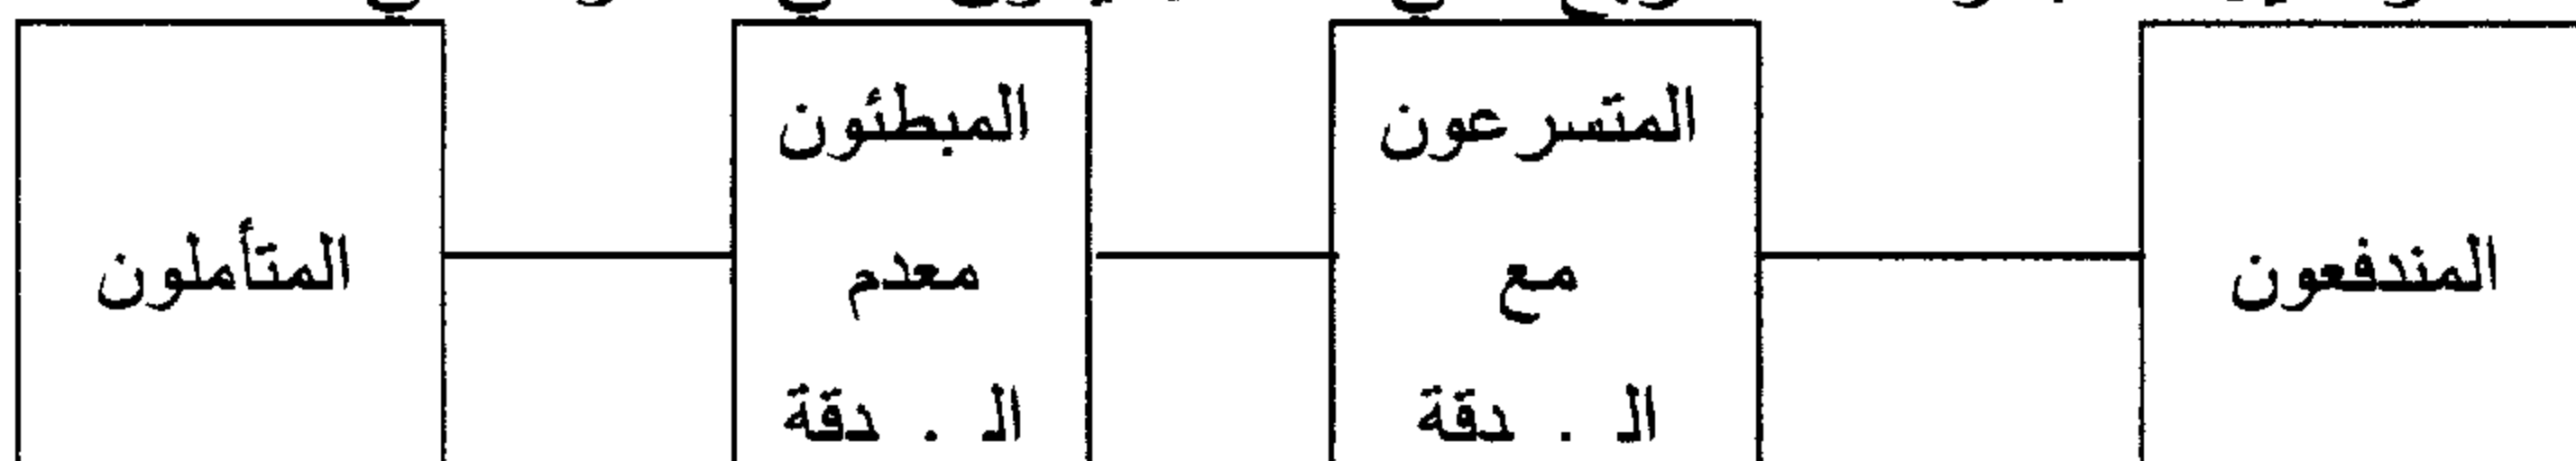 المندفعون
المتسرعون
مع
الـ . دقة
المبطئون
معدم
الـ . دقة
المتأملون